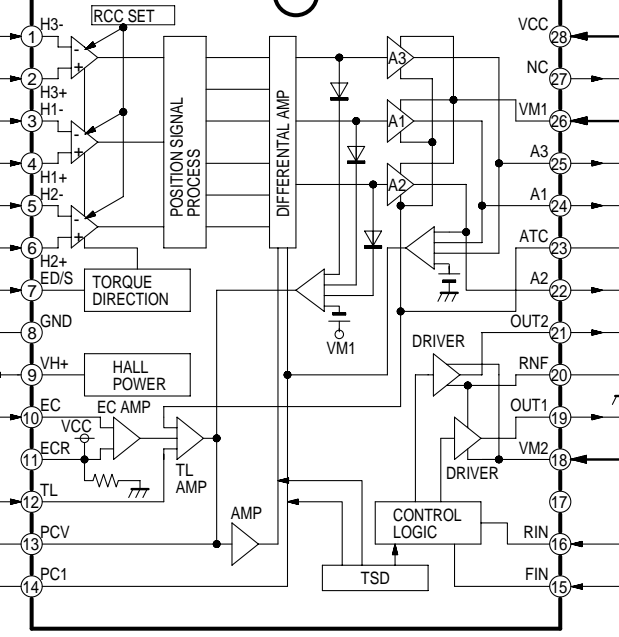 RCC SET
H3-
1
2
H3+
H1-
3
4
H1+
H2-
5
6
H2+
ED/S
7
TORQUE
DIRECTION
8
GND
9
VH+
HALL
POWER
10
EC
EC AMP
VCC
11
ECR
TL
AMP
12
TL
13
PCV
AMP
14
PC1
POSITION SIGNAL
PROCESS
DIFFERENTAL AMP
A3
A1
A2
VM1
DRIVER
DRIVER
CONTROL
LOGIC
TSD
VCC
28
NC
27
VM1
26
A3
25
A1
24
ATC
23
A2
22
OUT2
21
RNF
20
OUT1
19
VM2
18
17
RIN
16
FIN
15
- + - + - +